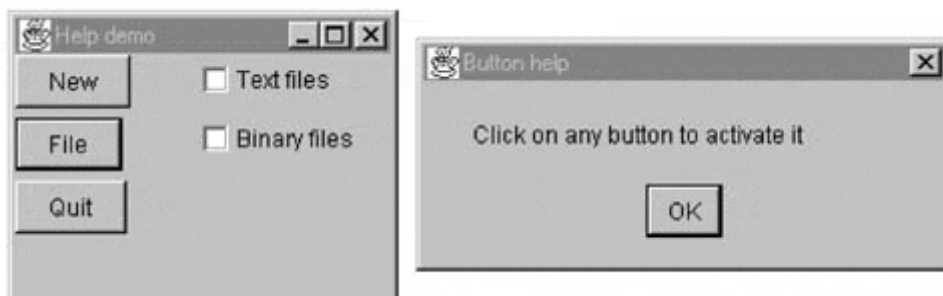 Help demo
New
Text files
File
Binary files
Quit
Button help
Click on any button to activate it
OK